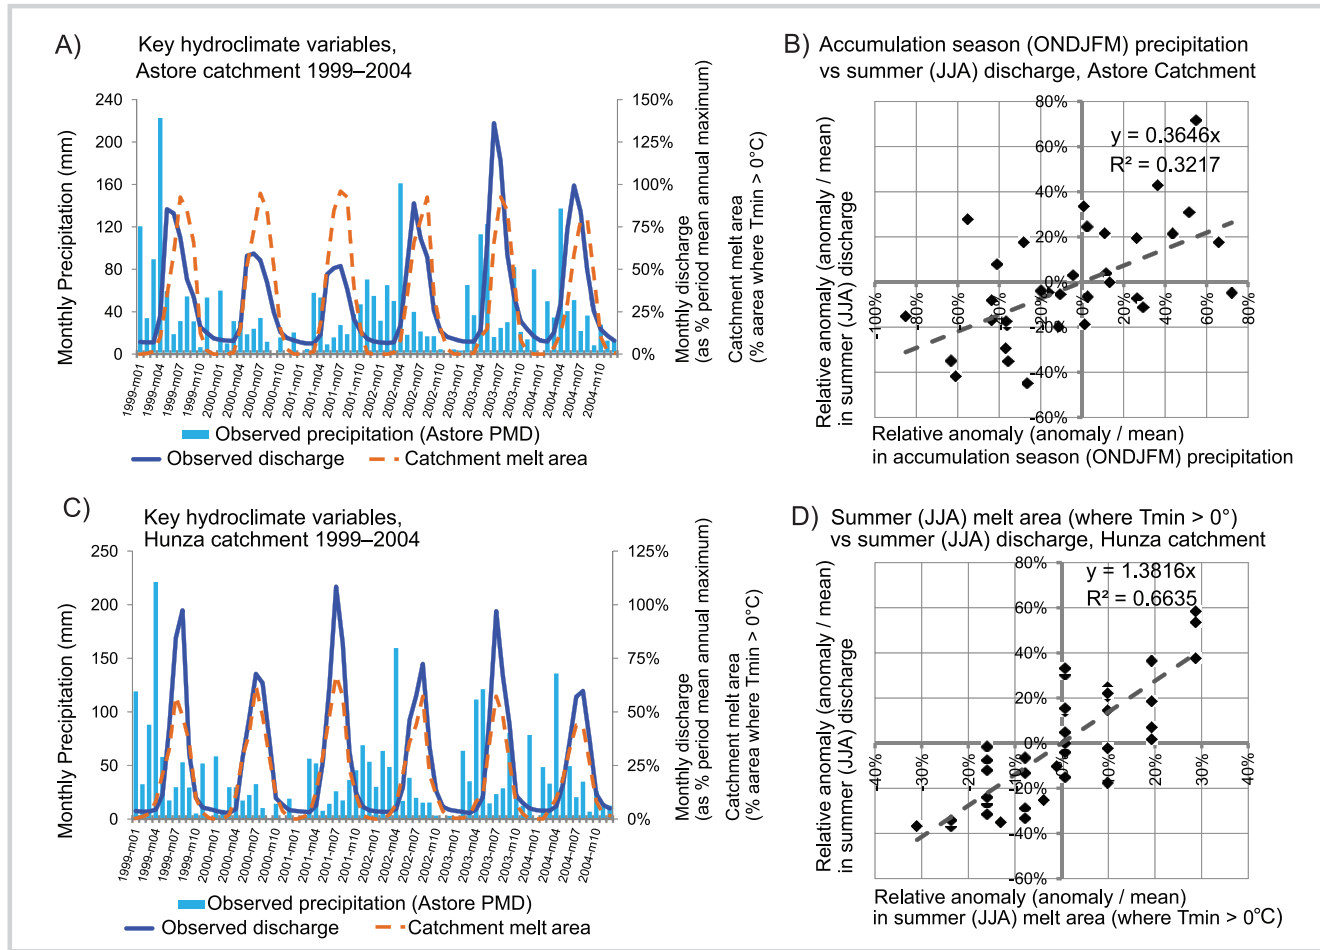 A)
Key hydroclimate variables,
Astore catchment 1999–2004
Monthly Precipitation (mm)
240
200
160
120
80
40
0
150%
125%
100%
75%
50%
25%
0%
Monthly discharge
(as % period mean annual maximum)
Catchment melt area
(% aarea where Tmin > 0°C)
1999-m01
1999-m04
1999-m07
1999-m10
2000-m01
2000-m04
2000-m07
2000-m10
2001-m01
2001-m04
2001-m07
2001-m10
2002-m01
2002-m04
2002-m07
2002-m10
2003-m01
2003-m04
2003-m07
2003-m10
2004-m01
2004-m04
2004-m07
2004-m10
Observed precipitation (Astore PMD)
Observed discharge
Catchment melt area
B) Accumulation season (ONDJFM) precipitation
vs summer (JJA) discharge, Astore Catchment
Relative anomaly (anomaly / mean)
in summer (JJA) discharge
80%
60%
40%
20%
0%
-20%
-40%
-60%
y = 0.3646x
R² = 0.3217
-100%
-80%
-60%
-40%
-20%
0%
20%
40%
60%
80%
Relative anomaly (anomaly / mean)
in accumulation season (ONDJFM) precipitation
C)
Key hydroclimate variables,
Hunza catchment 1999–2004
Monthly Precipitation (mm)
250
200
150
100
50
0
125%
100%
75%
50%
25%
0%
Monthly discharge
(as % period mean annual maximum)
Catchment melt area
(% aarea where Tmin > 0°C)
1999-m01
1999-m04
1999-m07
1999-m10
2000-m01
2000-m04
2000-m07
2000-m10
2001-m01
2001-m04
2001-m07
2001-m10
2002-m01
2002-m04
2002-m07
2002-m10
2003-m01
2003-m04
2003-m07
2003-m10
2004-m01
2004-m04
2004-m07
2004-m10
Observed precipitation (Astore PMD)
Observed discharge
Catchment melt area
D) Summer (JJA) melt area (where Tmin > 0°)
vs summer (JJA) discharge, Hunza catchment
Relative anomaly (anomaly / mean)
in summer (JJA) discharge
80%
60%
40%
20%
0%
-20%
-40%
-60%
y = 1.3816x
R² = 0.6635
-40%
-30%
-20%
-10%
0%
10%
20%
30%
40%
Relative anomaly (anomaly / mean)
in summer (JJA) melt area (where Tmin > 0°C)